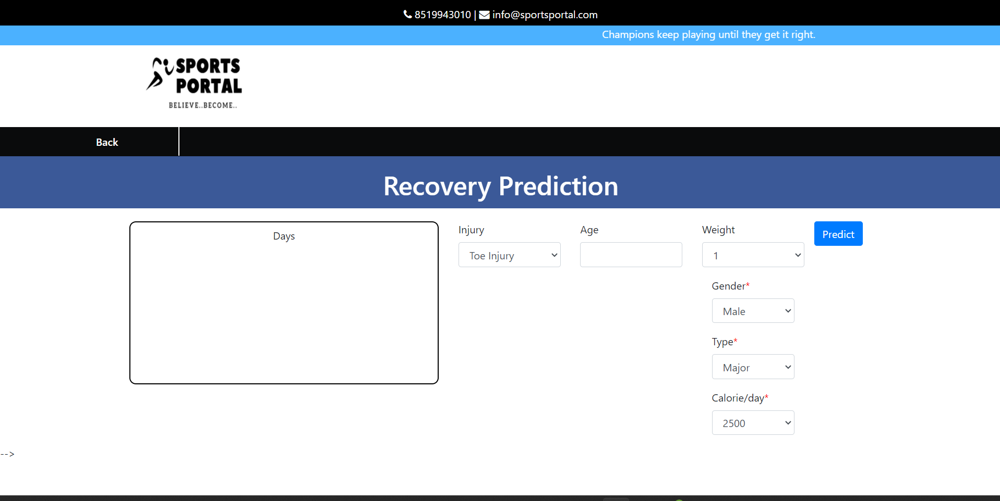 8519943010 | info@sportsportal.com
Champions keep playing until they get it right.
SPORTS
PORTAL
BELIEVE..BECOME..
Back
Recovery Prediction
Days
Injury
Toe Injury
Age
Weight
1
Predict
Gender*
Male
Type*
Major
Calorie/day*
2500
-->